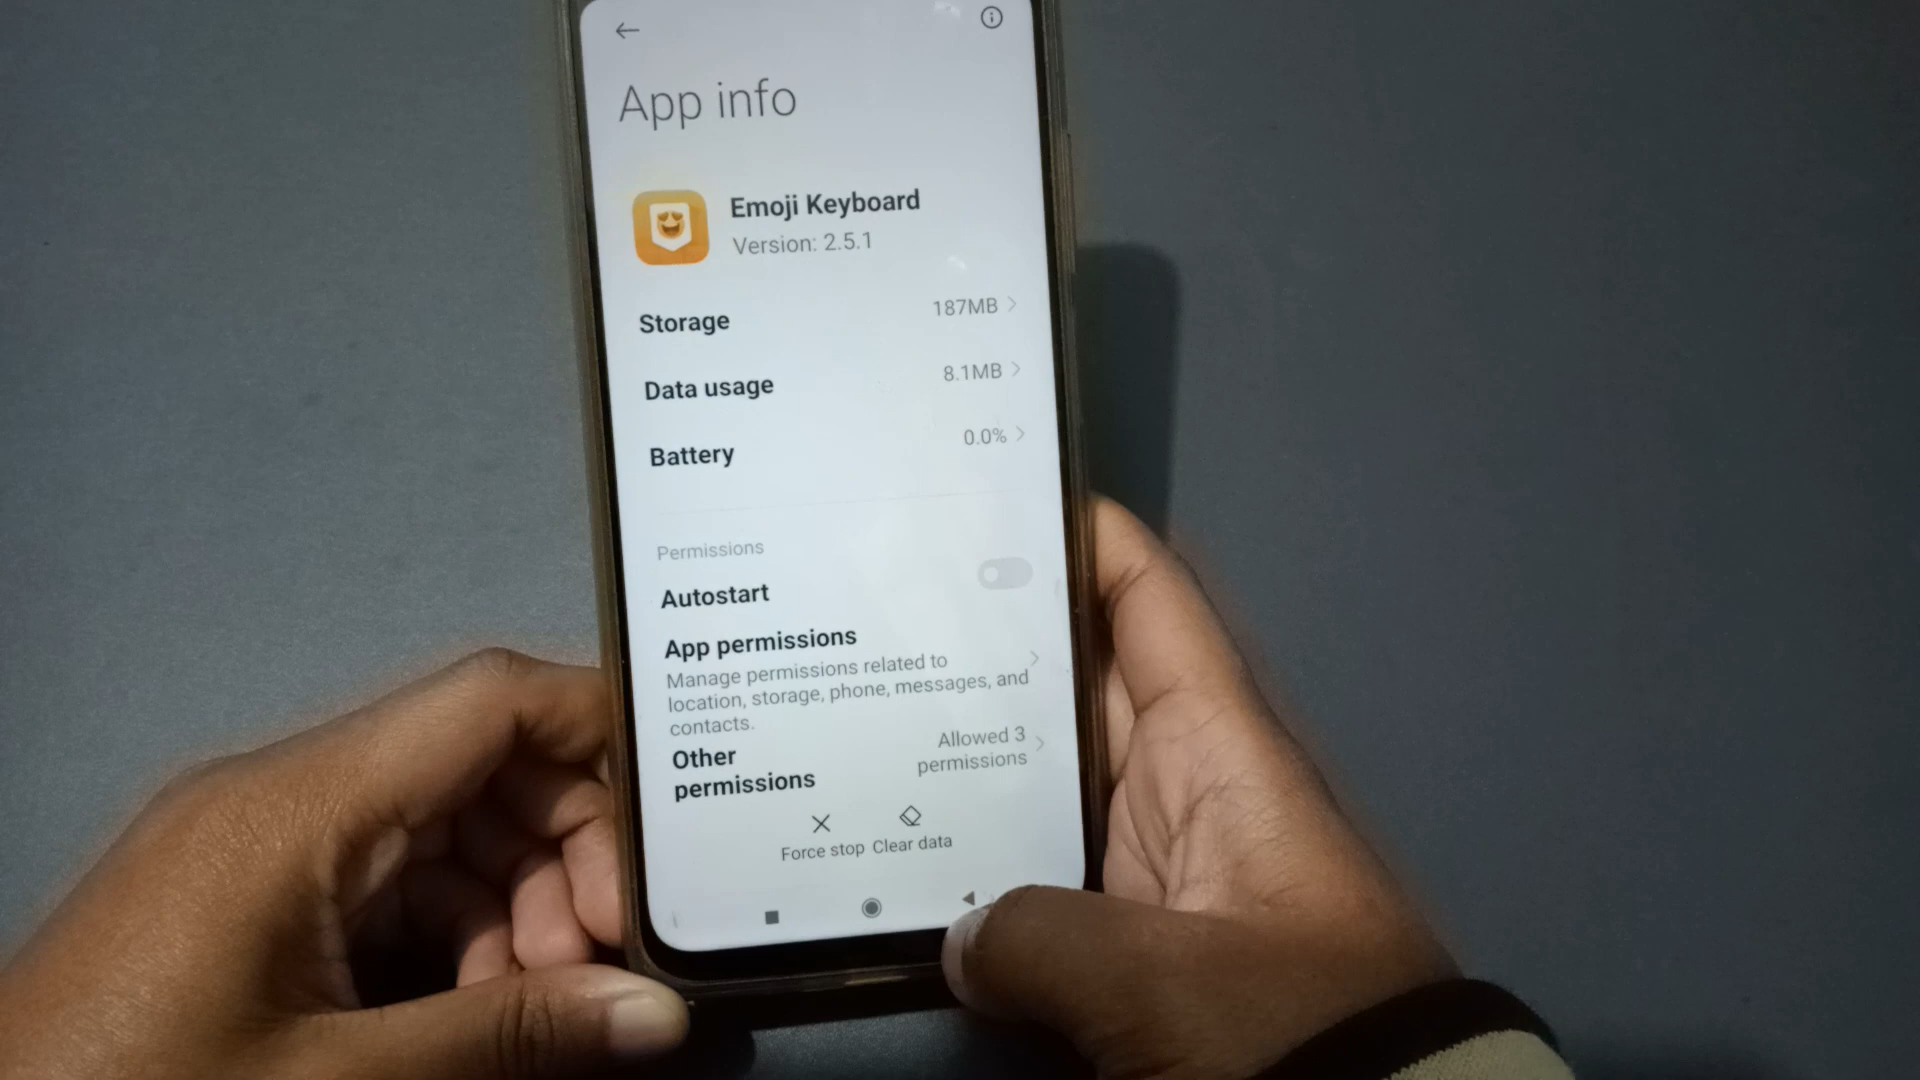 App info
Emoji Keyboard
Version: 2.5.1
Storage 187MB
Data usage 8.1MB
Battery 0.0%
Permissions
Autostart
App permissions
Manage permissions related to
location, storage, phone, messages, and
contacts.
Other
permissions
Allowed 3
permissions
Force stop Clear data